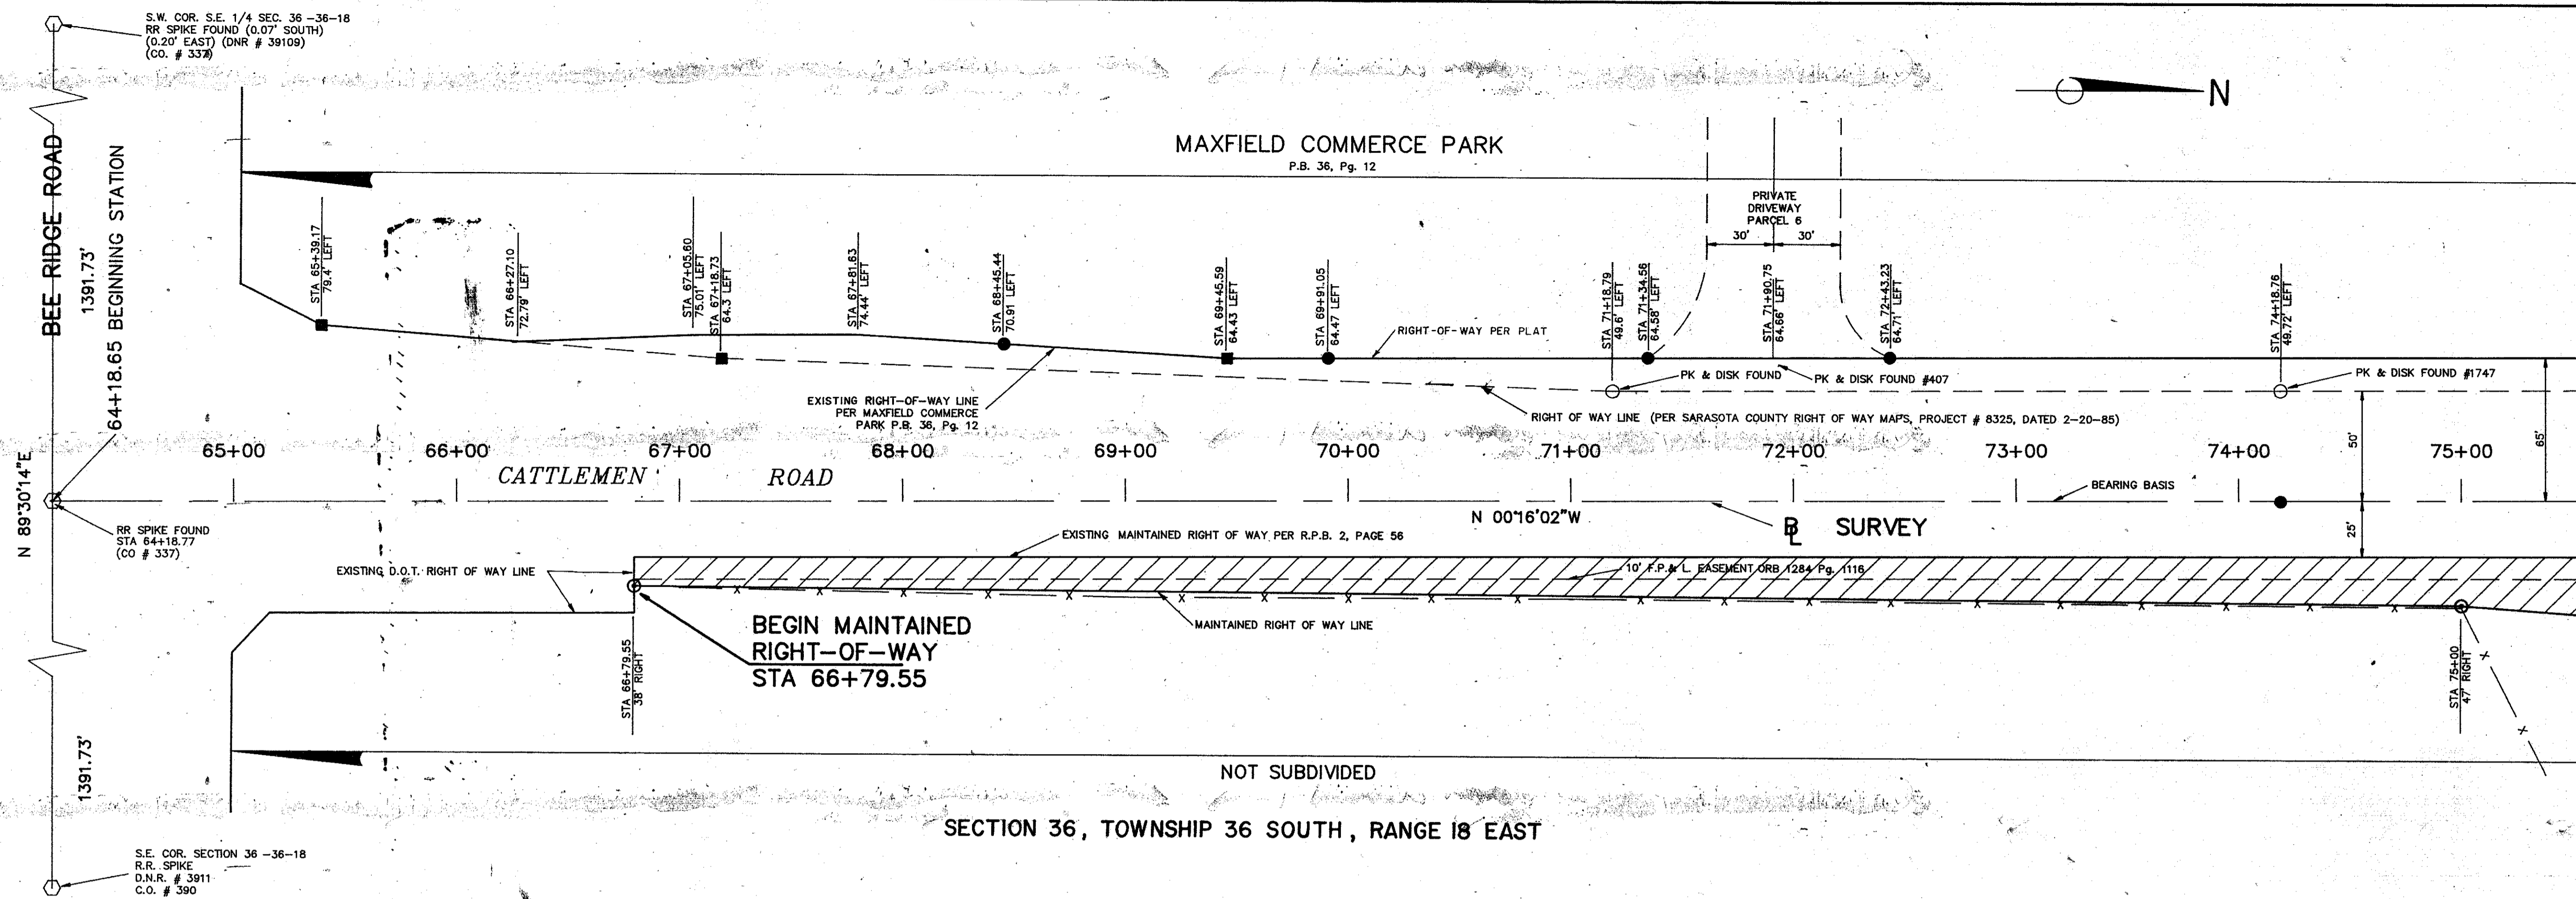 S.W. COR. S.E. 1/4 SEC. 36 -36-18
RR SPIKE FOUND (0.07' SOUTH)
(0.20' EAST) (DNR # 39109)
(CO. # 337)
BEE RIDGE ROAD
1391.73'
64+18.65 BEGINNING STATION
N 89°30'14"E
RR SPIKE FOUND
STA 64+18.77
(CO # 337)
1391.73'
S.E. COR. SECTION 36 -36-18
R.R. SPIKE
D.N.R. # 3911
C.O. # 390
MAXFIELD COMMERCE PARK
P.B. 36, Pg. 12
N
PRIVATE
DRIVEWAY
PARCEL 6
30'
30'
STA 65+39.17
79.4' LEFT
STA 66+27.10
72.79' LEFT
STA 67+05.60
75.01' LEFT
STA 67+18.73
64.3 LEFT
STA 67+81.63
74.44' LEFT
STA 68+45.44
70.91 LEFT
STA 69+45.59
64.43 LEFT
STA 69+91.05
64.47 LEFT
STA 71+18.79
49.6' LEFT
STA 71+34.56
64.58' LEFT
STA 71+90.75
64.66' LEFT
STA 72+43.23
64.71' LEFT
STA 74+18.76
49.72' LEFT
RIGHT-OF-WAY PER PLAT
PK & DISK FOUND
PK & DISK FOUND #407
PK & DISK FOUND #1747
EXISTING RIGHT-OF-WAY LINE
PER MAXFIELD COMMERCE
PARK P.B. 36, Pg. 12
RIGHT OF WAY LINE (PER SARASOTA COUNTY RIGHT OF WAY MAPS, PROJECT # 8325, DATED 2-20-85)
65+00
66+00
67+00
68+00
69+00
70+00
71+00
72+00
73+00
74+00
75+00
50'
65'
25'
CATTLEMEN ROAD
BEARING BASIS
N 00°16'02"W
BL SURVEY
EXISTING MAINTAINED RIGHT OF WAY PER R.P.B. 2, PAGE 56
EXISTING D.O.T. RIGHT OF WAY LINE
10' F.P.& L. EASEMENT ORB 1284 Pg. 1116
MAINTAINED RIGHT OF WAY LINE
BEGIN MAINTAINED
RIGHT-OF-WAY
STA 66+79.55
STA 66+79.55
38' RIGHT
STA 75+00
47' RIGHT
NOT SUBDIVIDED
SECTION 36, TOWNSHIP 36 SOUTH, RANGE 18 EAST